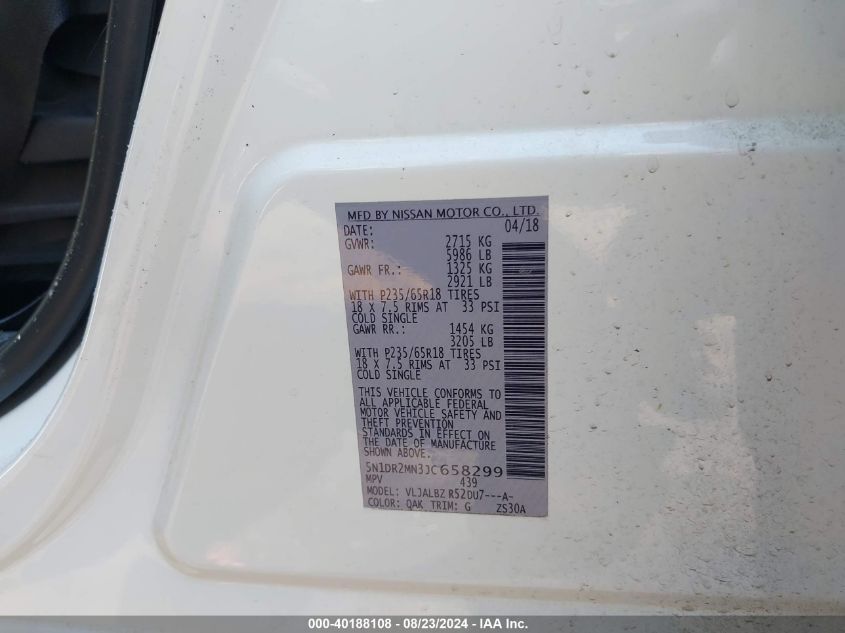 MFD BY NISSAN MOTOR CO., LTD.
DATE: 04/18
GVWR: 2715 KG
5986 LB
GAWR FR.: 1325 KG
2921 LB
WITH P235/65R18 TIRES
18 X 7.5 RIMS AT 33 PSI
COLD SINGLE
GAWR RR.: 1454 KG
3205 LB
WITH P235/65R18 TIRES
18 X 7.5 RIMS AT 33 PSI
COLD SINGLE
THIS VEHICLE CONFORMS TO
ALL APPLICABLE FEDERAL
MOTOR VEHICLE SAFETY AND
THEFT PREVENTION
STANDARDS IN EFFECT ON
THE DATE OF MANUFACTURE
SHOWN ABOVE.
5N1DR2MN3JC658299
MPV 439
MODEL: VLJALBZ R52DU7---A-
COLOR: QAK TRIM: G ZS30A
000-40188108 - 08/23/2024 - IAA Inc.